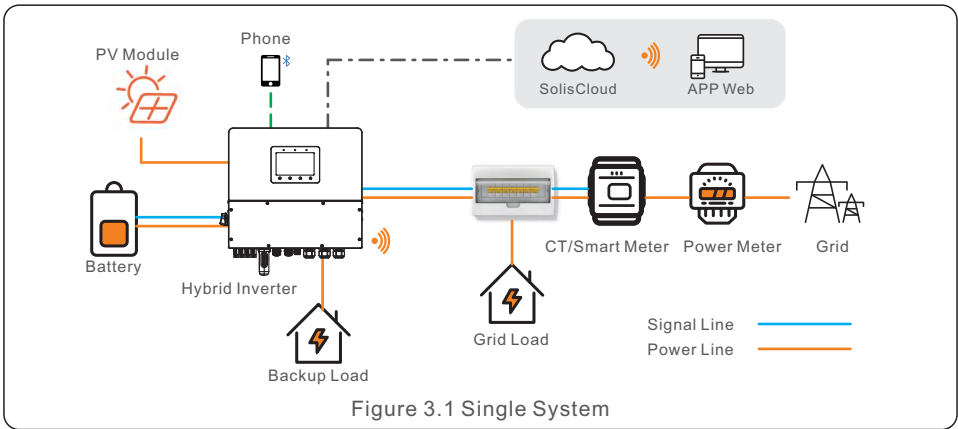 Phone
PV Module
SolisCloud
APP Web
CT/Smart Meter
Power Meter
Grid
Battery
Hybrid Inverter
Grid Load
Backup Load
Signal Line
Power Line
Figure 3.1 Single System